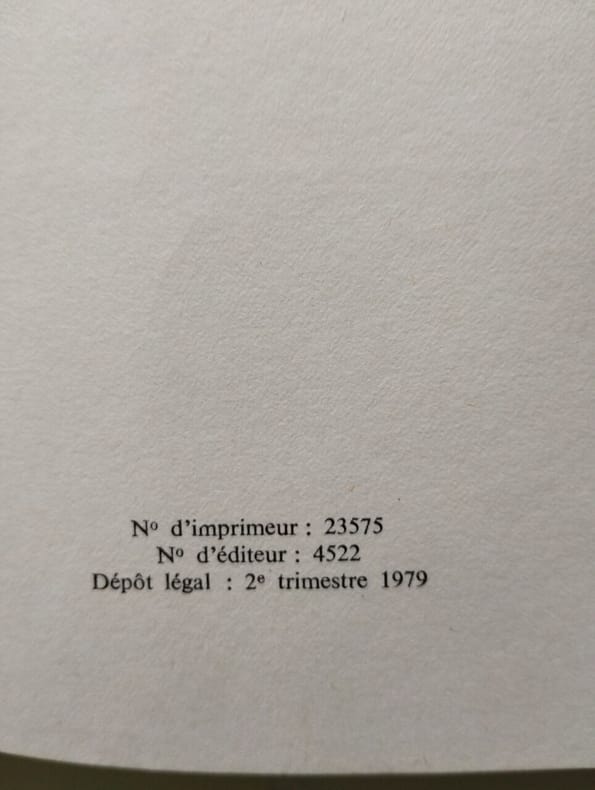 Nº d'imprimeur : 23575
Nº d'éditeur : 4522
Dépôt légal : 2e trimestre 1979